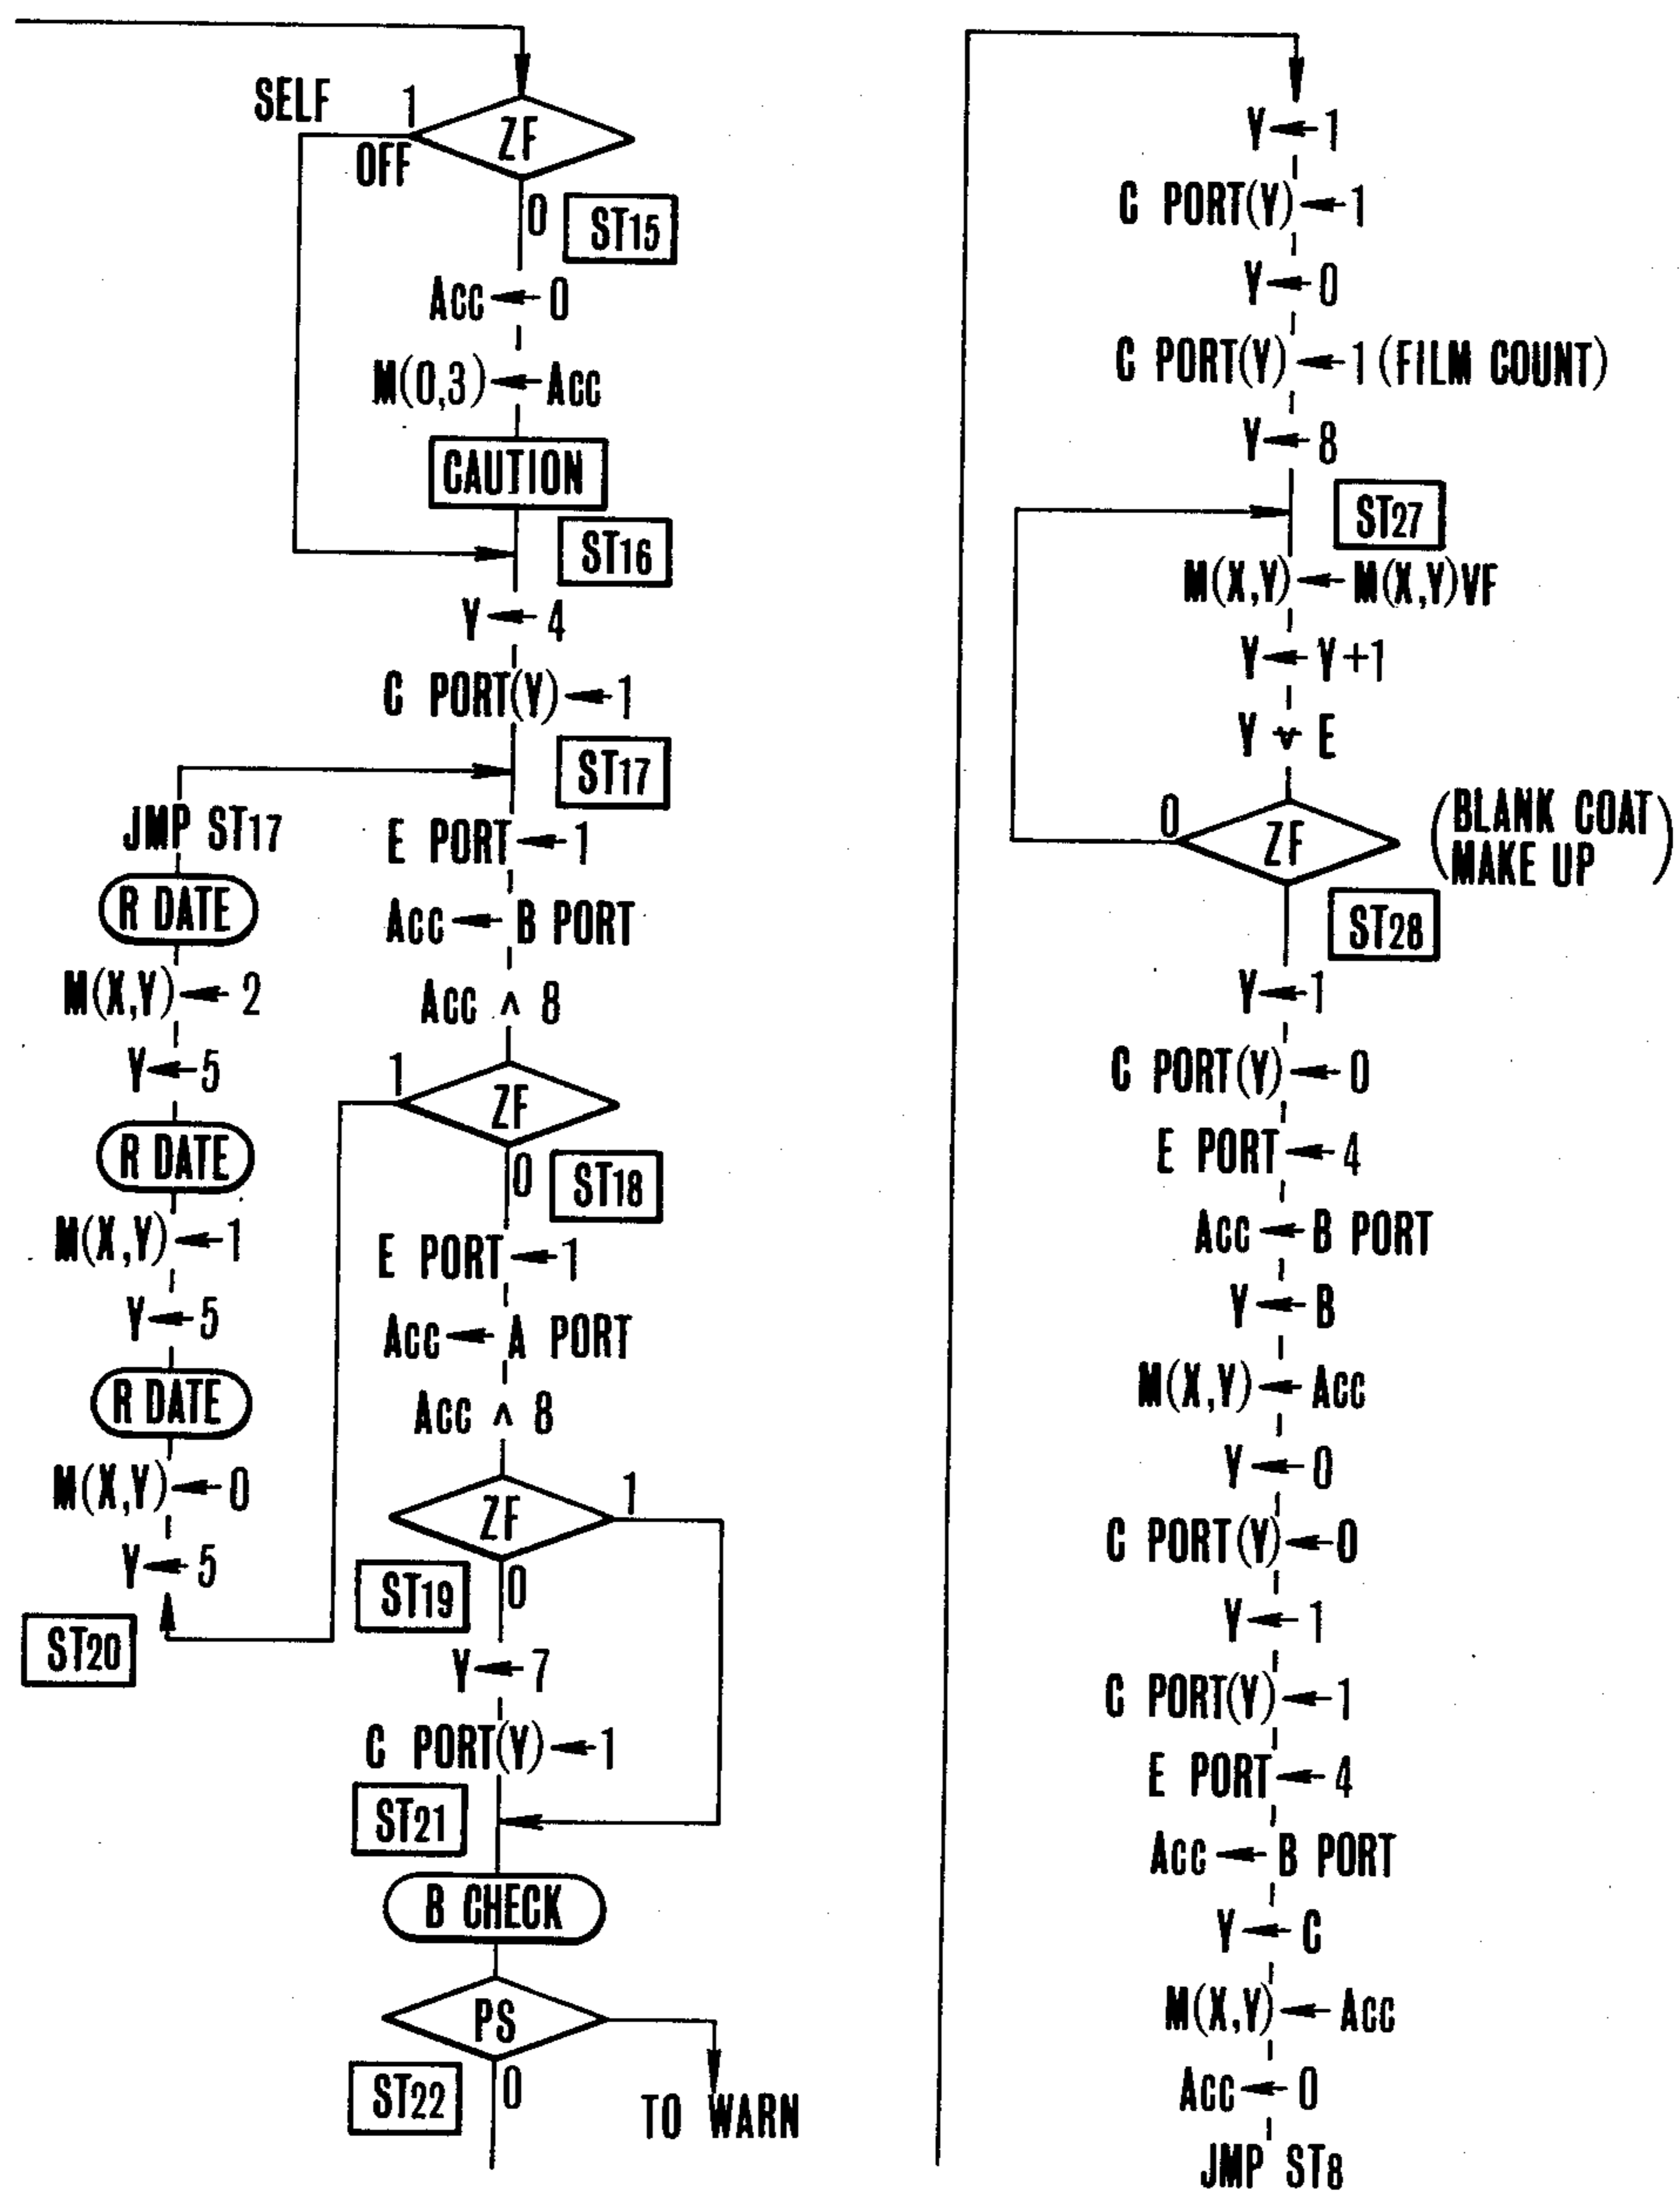 SELF 1
OFF
ZF
0 ST15
Acc ← 0
M(0,3) ← Acc
CAUTION
ST16
Y ← 4
C PORT(Y) ← 1
ST17
E PORT ← 1
Acc ← B PORT
Acc ∧ 8
1 ZF
0 ST18
E PORT ← 1
Acc ← A PORT
Acc ∧ 8
ZF 1
ST19 0
Y ← 7
C PORT(Y) ← 1
ST21
B CHECK
PS
ST22 0
TO WARN
JMP ST17
R DATE
M(X,Y) ← 2
Y ← 5
R DATE
M(X,Y) ← 1
Y ← 5
R DATE
M(X,Y) ← 0
Y ← 5
ST20
Y ← 1
C PORT(Y) ← 1
Y ← 0
C PORT(Y) ← 1 (FILM COUNT)
Y ← 8
ST27
M(X,Y) ← M(X,Y)VF
Y ← Y+1
Y ⩝ E
0 ZF
(BLANK COAT
MAKE UP)
ST28
Y ← 1
C PORT(Y) ← 0
E PORT ← 4
Acc ← B PORT
Y ← B
M(X,Y) ← Acc
Y ← 0
C PORT(Y) ← 0
Y ← 1
C PORT(Y) ← 1
E PORT ← 4
Acc ← B PORT
Y ← C
M(X,Y) ← Acc
Acc ← 0
JMP ST8